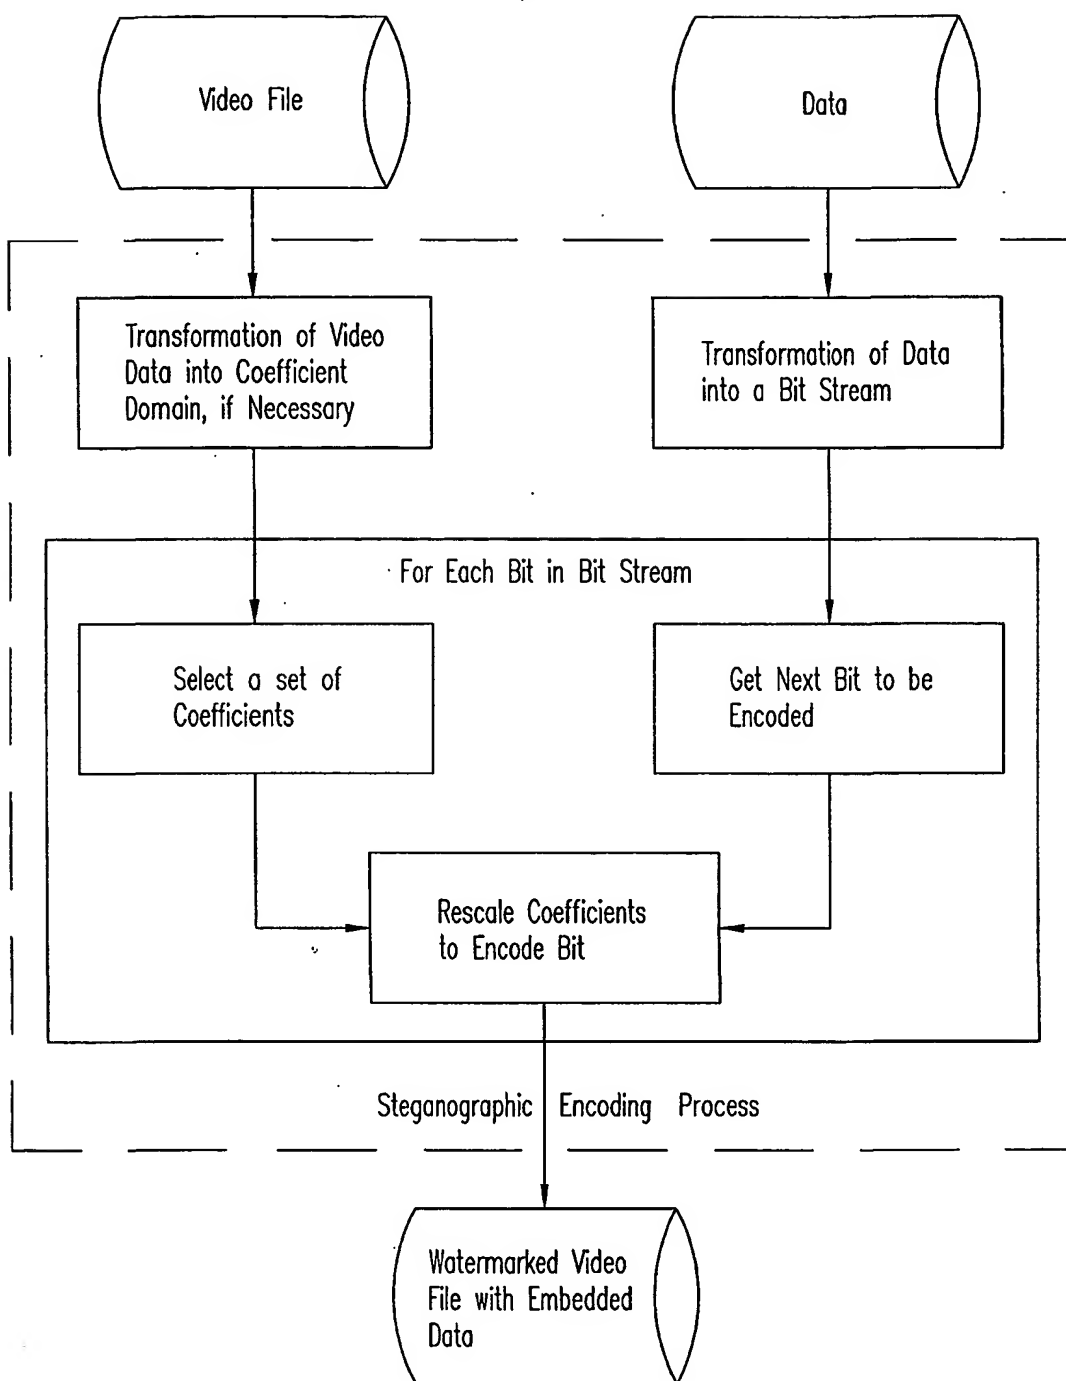 Video File
Data
Transformation of Video
Data into Coefficient
Domain, if Necessary
Transformation of Data
into a Bit Stream
For Each Bit in Bit Stream
Select a set of
Coefficients
Get Next Bit to be
Encoded
Rescale Coefficients
to Encode Bit
Steganographic Encoding Process
Watermarked Video
File with Embedded
Data